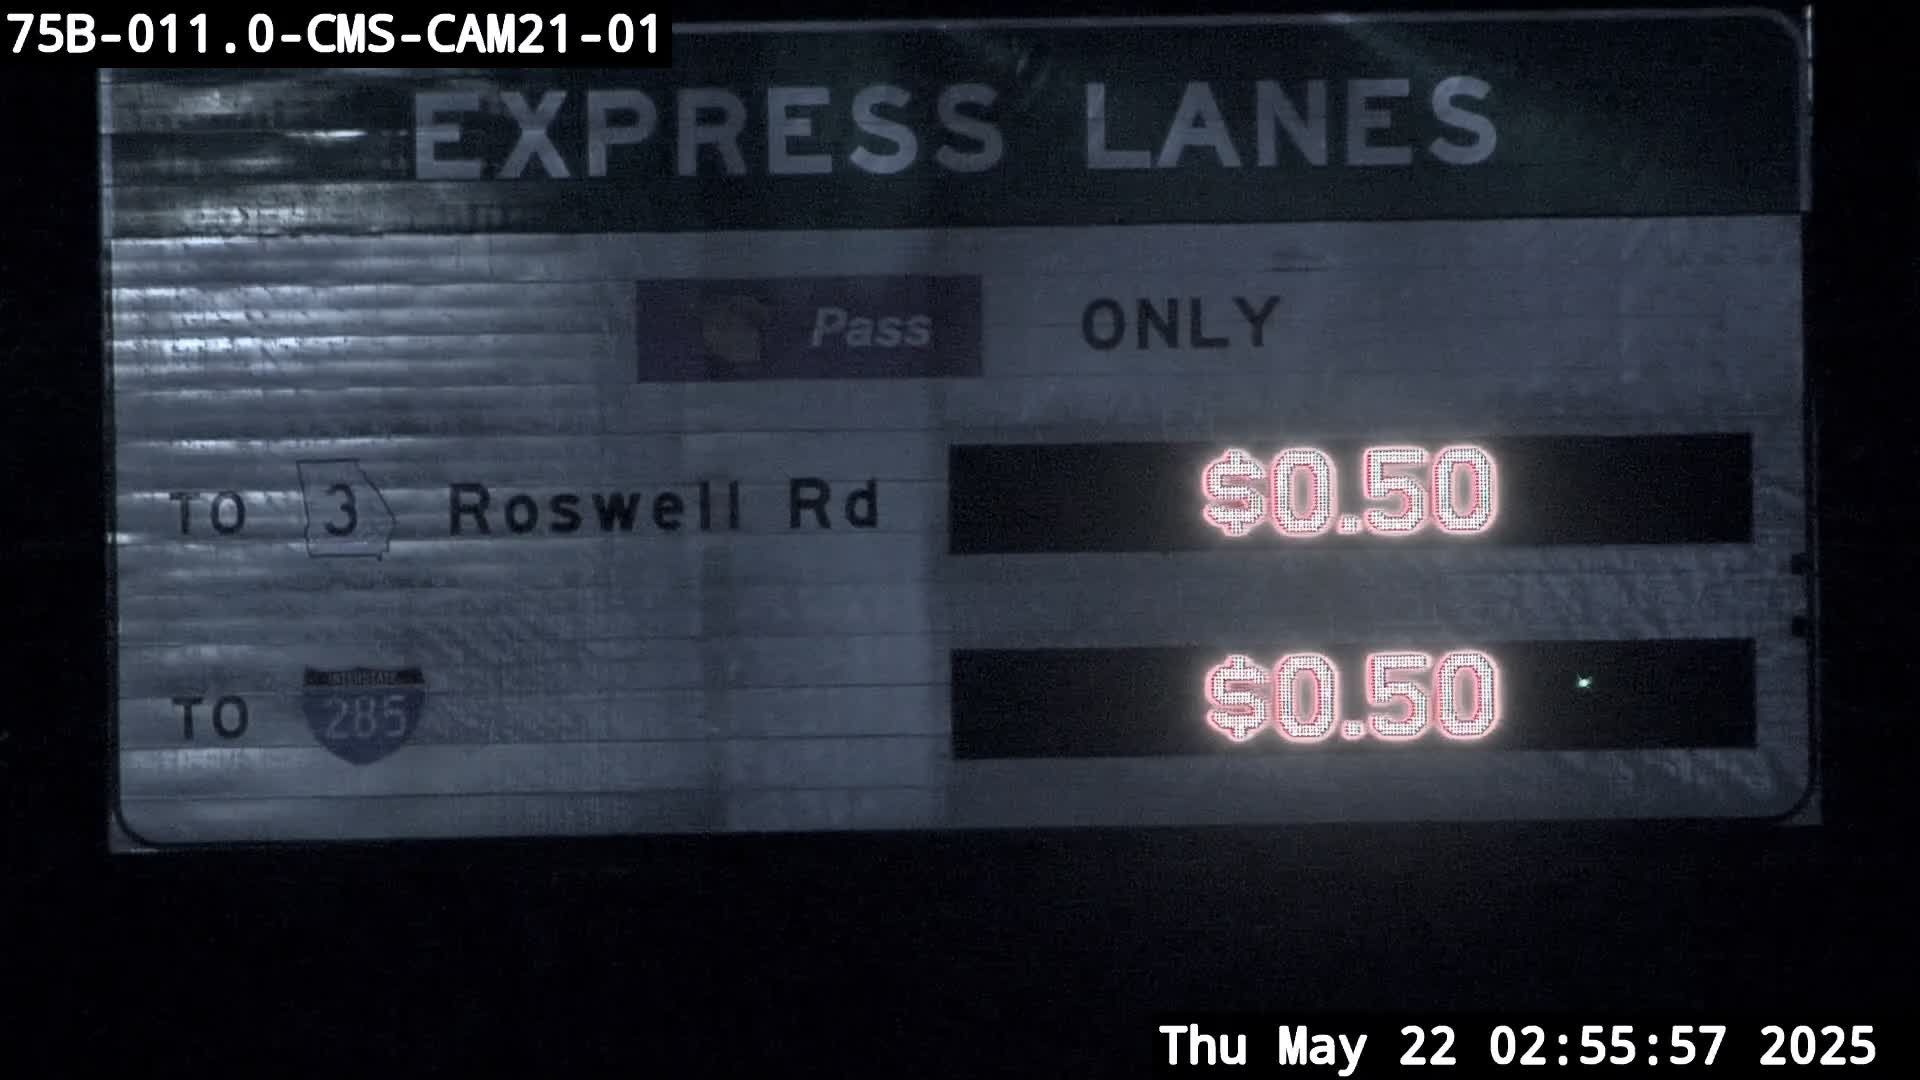 75B-011.0-CMS-CAM21-01
EXPRESS LANES
Pass ONLY
TO 3 Roswell Rd $0.50
INTERSTATE
TO 285 $0.50
Thu May 22 02:55:57 2025